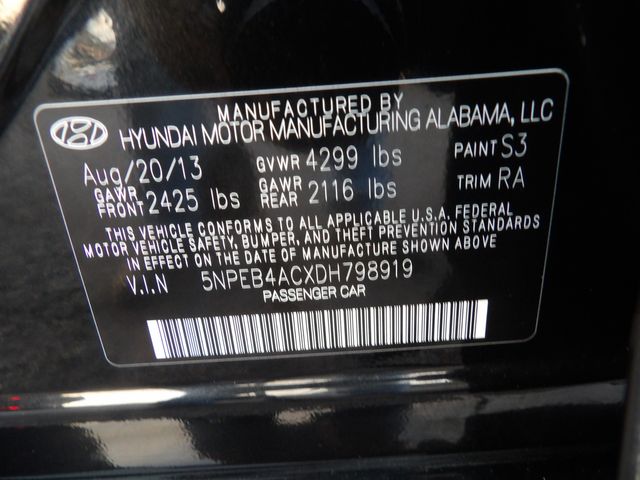 MANUFACTURED BY
HYUNDAI MOTOR MANUFACTURING ALABAMA, LLC
Aug/20/13 GVWR 4299 lbs PAINT S3
GAWR FRONT 2425 lbs GAWR REAR 2116 lbs TRIM RA
THIS VEHICLE CONFORMS TO ALL APPLICABLE U.S.A. FEDERAL
MOTOR VEHICLE SAFETY, BUMPER, AND THEFT PREVENTION STANDARDS
IN EFFECT ON THE DATE OF MANUFACTURE SHOWN ABOVE
V.I.N 5NPEB4ACXDH798919
PASSENGER CAR